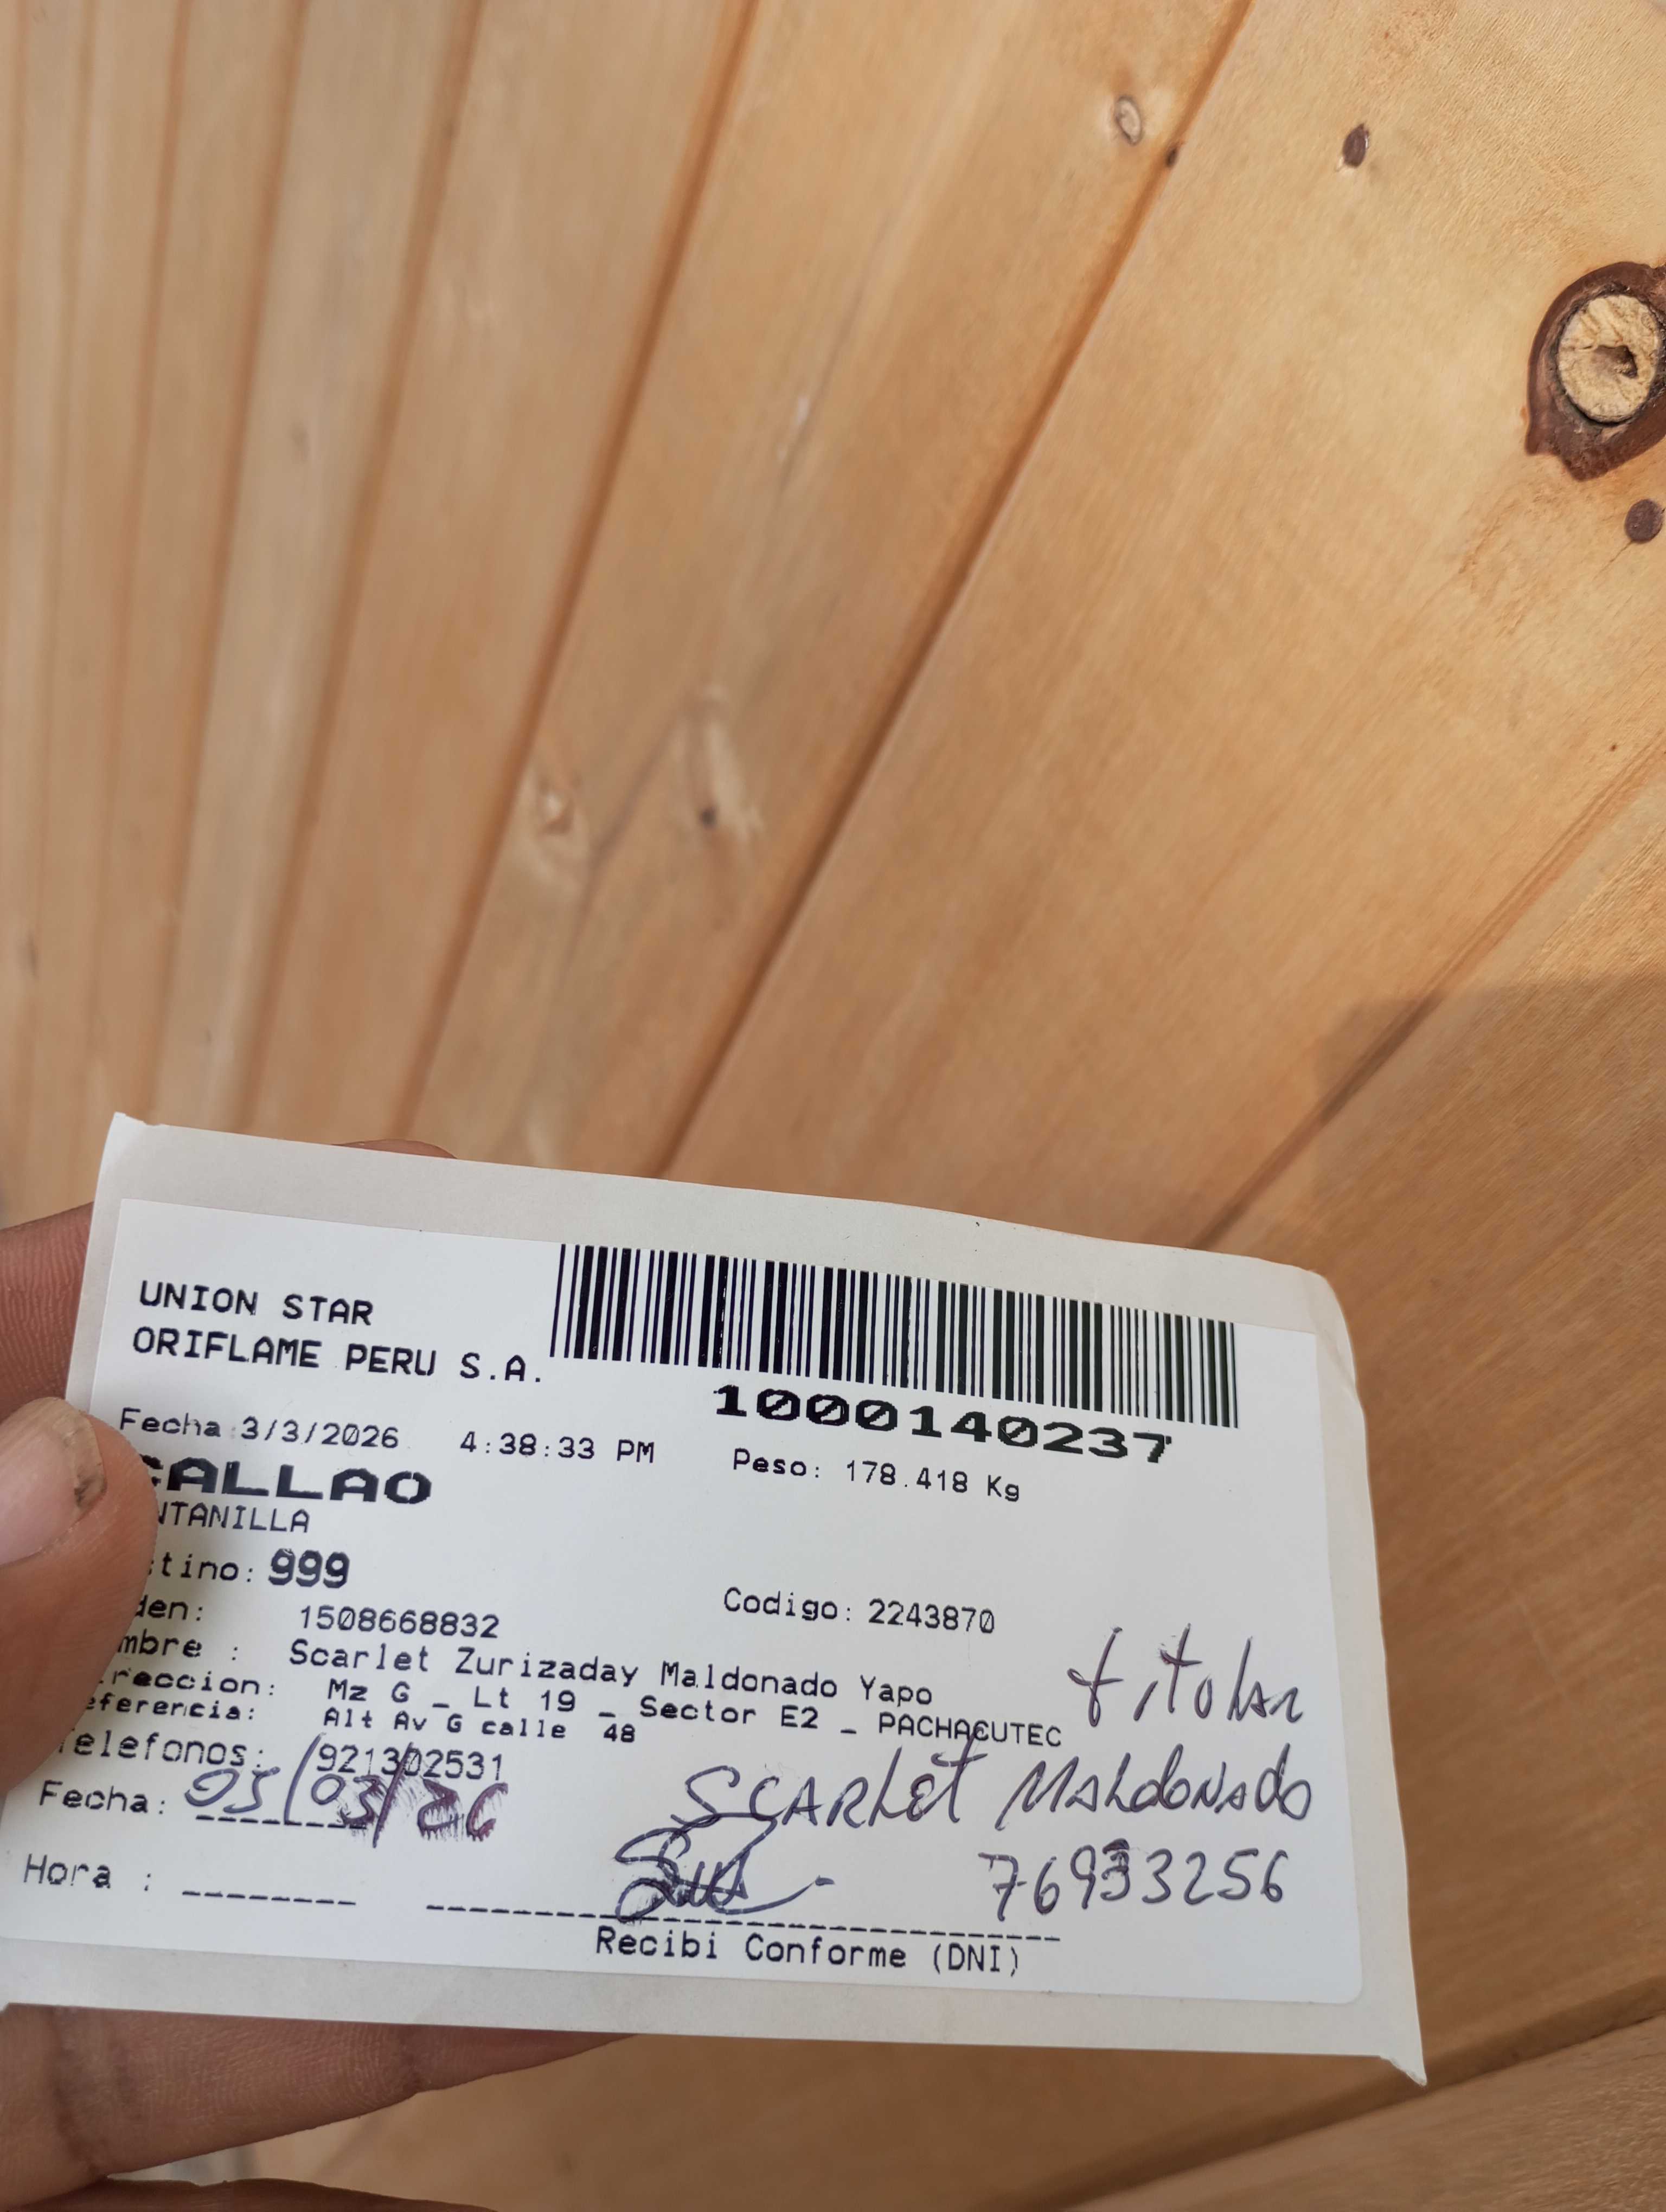 UNION STAR
ORIFLAME PERU S.A.
1000140237
Fecha 3/3/2026 4:38:33 PM Peso: 178.418 Kg
CALLAO
NTANILLA
tino: 999
den: 1508668832 Codigo: 2243870
mbre : Scarlet Zurizaday Maldonado Yapo
reccion: Mz G _ Lt 19 _ Sector E2 _ PACHACUTEC
eferencia: Alt Av G calle 48
titular
Telefonos: 921302531
Fecha: 05/03/26
SCARLET MALDONADO
76933256
Hora :
Recibi Conforme (DNI)